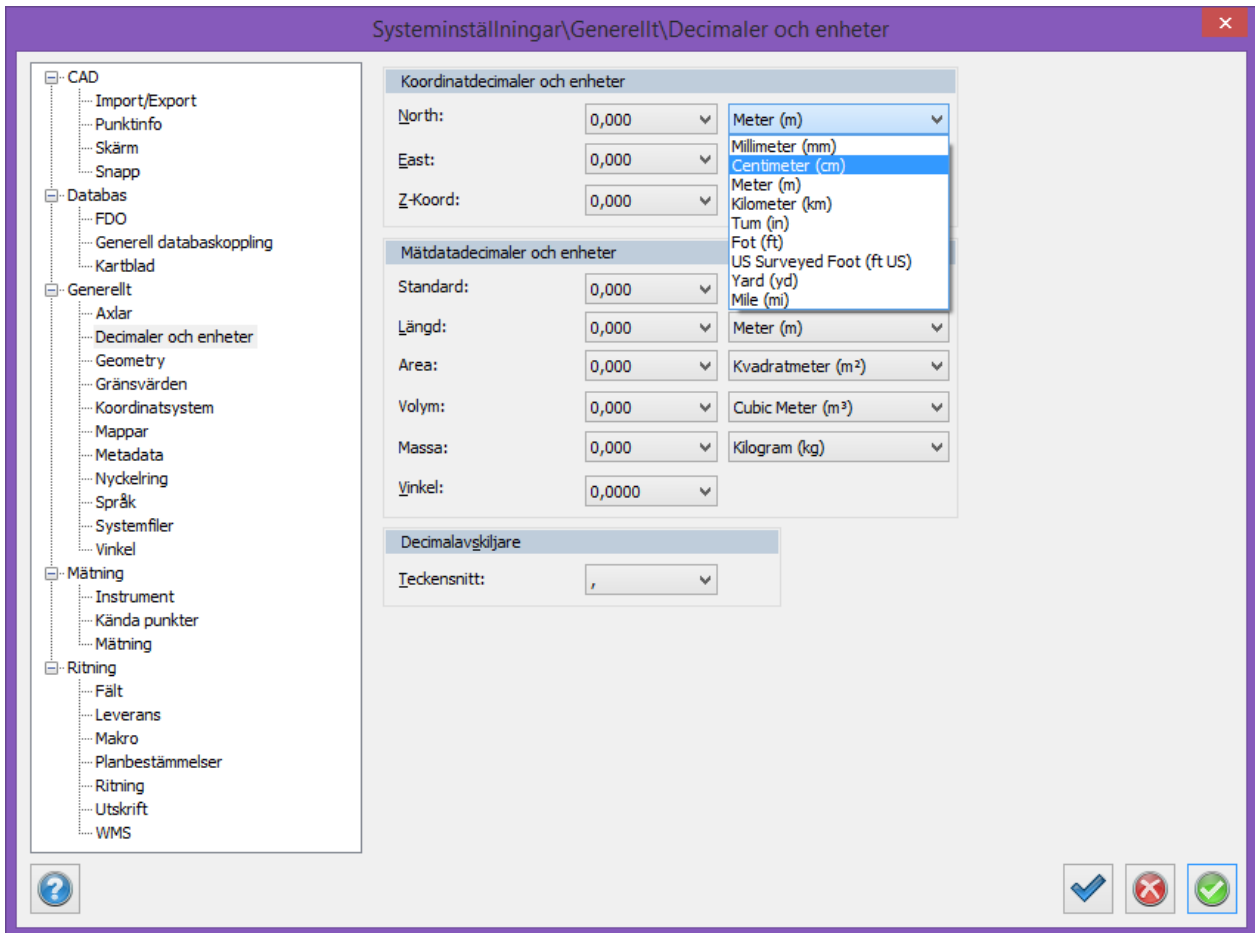 Systeminställningar\Generellt\Decimaler och enheter
CAD
Import/Export
Punktinfo
Skärm
Snapp
Databas
FDO
Generell databaskoppling
Kartblad
Generellt
Axlar
Decimaler och enheter
Geometry
Gränsvärden
Koordinatsystem
Mappar
Metadata
Nyckelring
Språk
Systemfiler
Vinkel
Mätning
Instrument
Kända punkter
Mätning
Ritning
Fält
Leverans
Makro
Planbestämmelser
Ritning
Utskrift
WMS
Koordinatdecimaler och enheter
North: 0,000 Meter (m)
Millimeter (mm)
Centimeter (cm)
Meter (m)
Kilometer (km)
Tum (in)
Fot (ft)
US Surveyed Foot (ft US)
Yard (yd)
Mile (mi)
East: 0,000
Z-Koord: 0,000
Mätdatadecimaler och enheter
Standard: 0,000
Längd: 0,000 Meter (m)
Area: 0,000 Kvadratmeter (m²)
Volym: 0,000 Cubic Meter (m³)
Massa: 0,000 Kilogram (kg)
Vinkel: 0,0000
Decimalavskiljare
Teckensnitt: ,